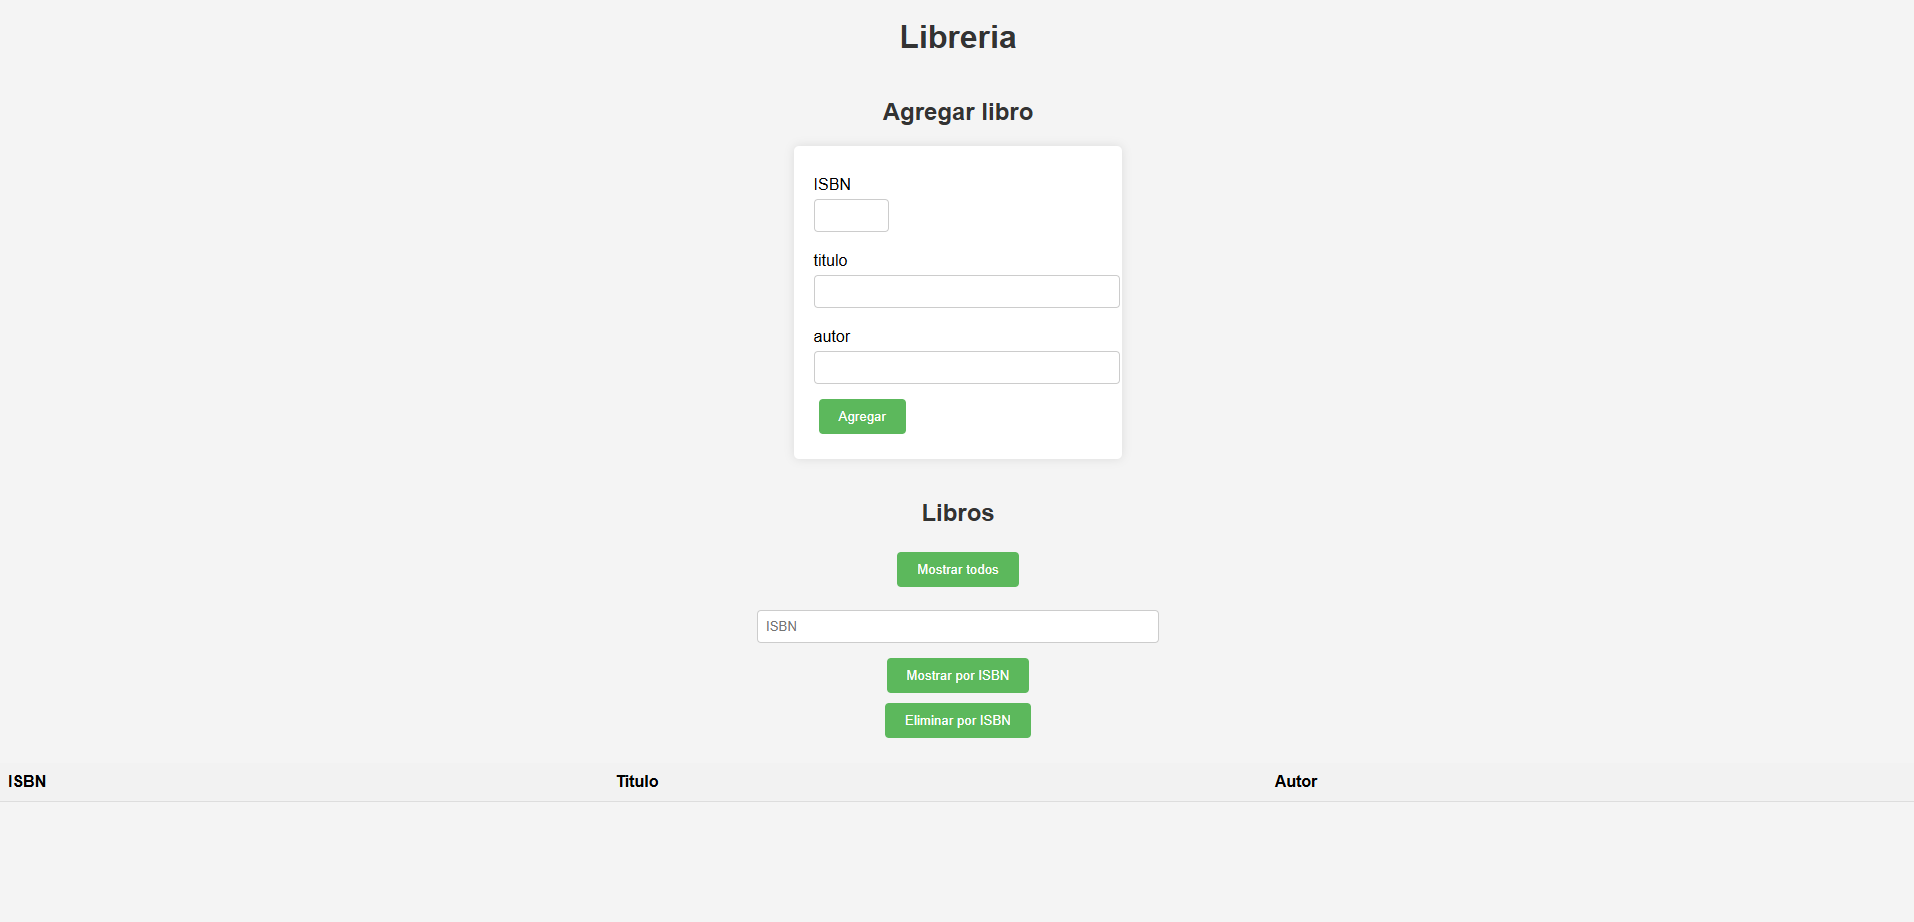 Libreria
Agregar libro
ISBN
titulo
autor
Agregar
Libros
Mostrar todos
ISBN
Mostrar por ISBN
Eliminar por ISBN
ISBN Titulo Autor